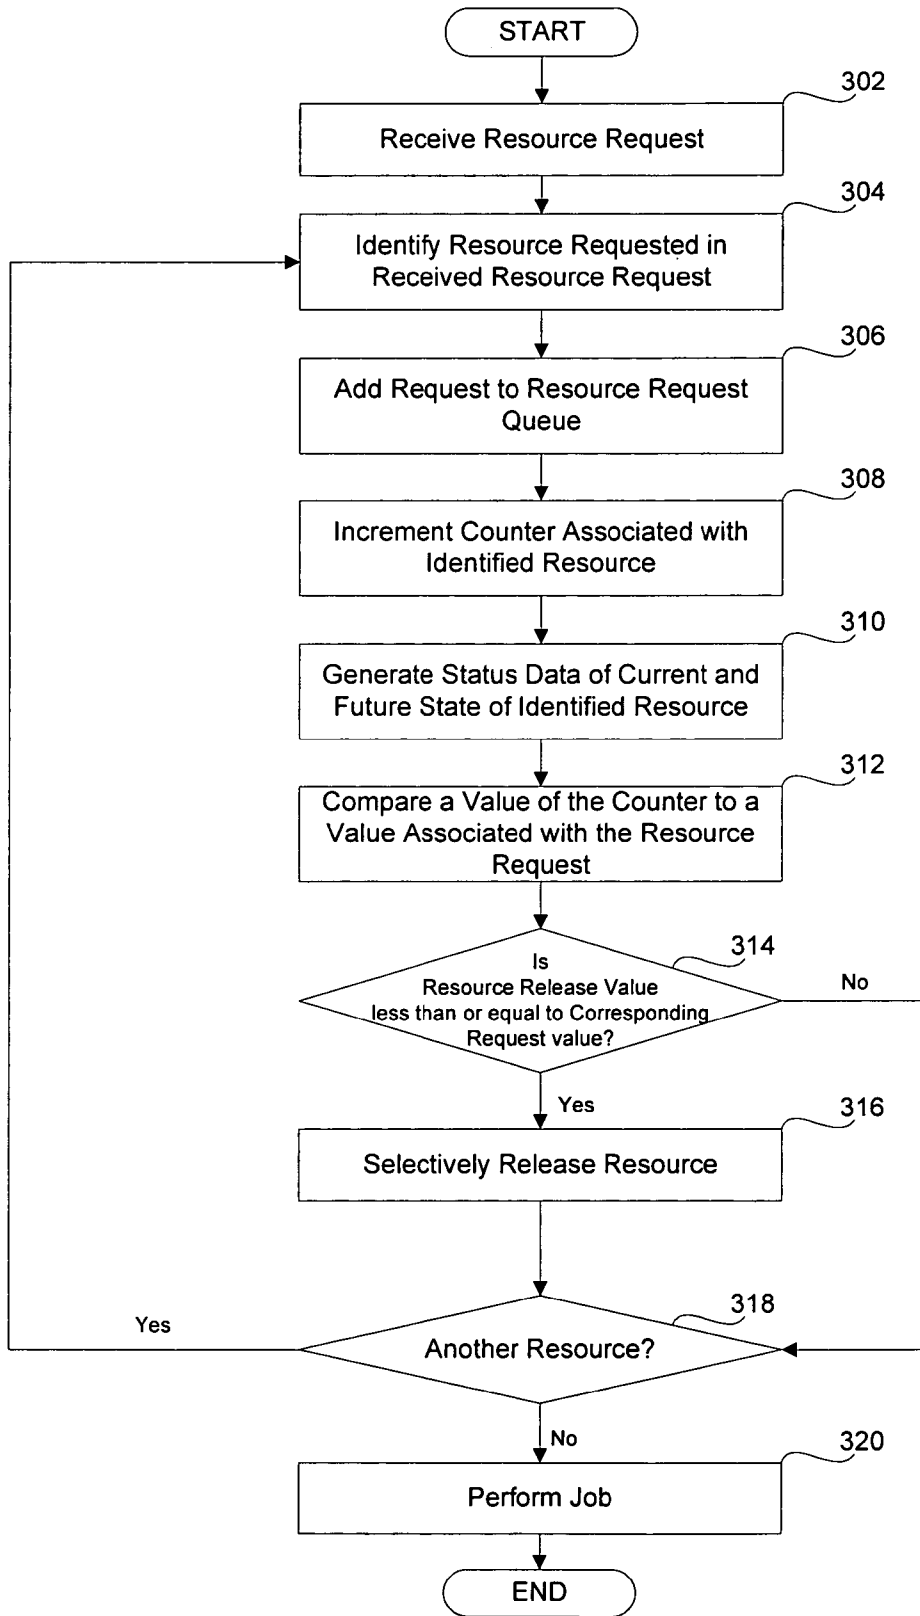 START
302
Receive Resource Request
304
Identify Resource Requested in
Received Resource Request
306
Add Request to Resource Request
Queue
308
Increment Counter Associated with
Identified Resource
310
Generate Status Data of Current and
Future State of Identified Resource
312
Compare a Value of the Counter to a
Value Associated with the Resource
Request
314
Is
Resource Release Value
less than or equal to Corresponding
Request value?
No
Yes
316
Selectively Release Resource
318
Another Resource?
Yes
No
320
Perform Job
END